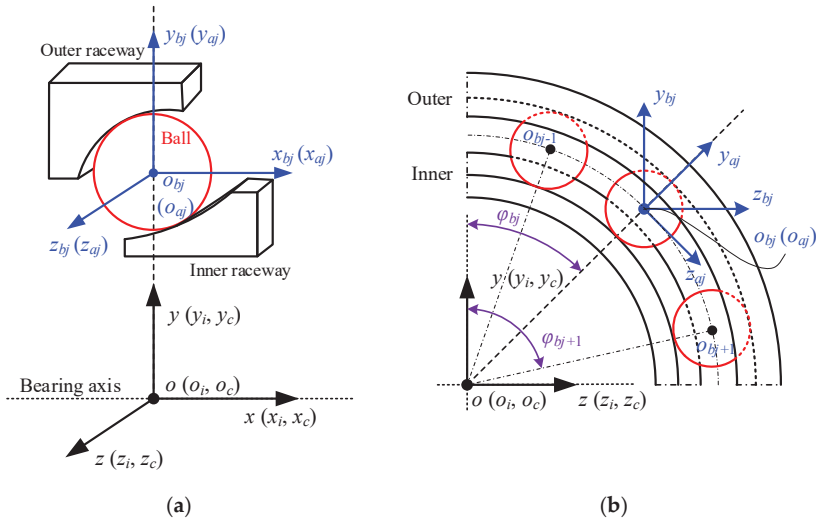 y_bj (y_aj)
Outer raceway
Ball
x_bj (x_aj)
o_bj
(o_aj)
z_bj (z_aj)
Inner raceway
y (y_i, y_c)
Bearing axis
o (o_i, o_c)
x (x_i, x_c)
z (z_i, z_c)
(a)
Outer
Inner
y_bj
o_bj-1
y_aj
z_bj
φ_bj
o_bj (o_aj)
z_aj
y (y_i, y_c)
φ_bj+1
o_bj+1
o (o_i, o_c)
z (z_i, z_c)
(b)